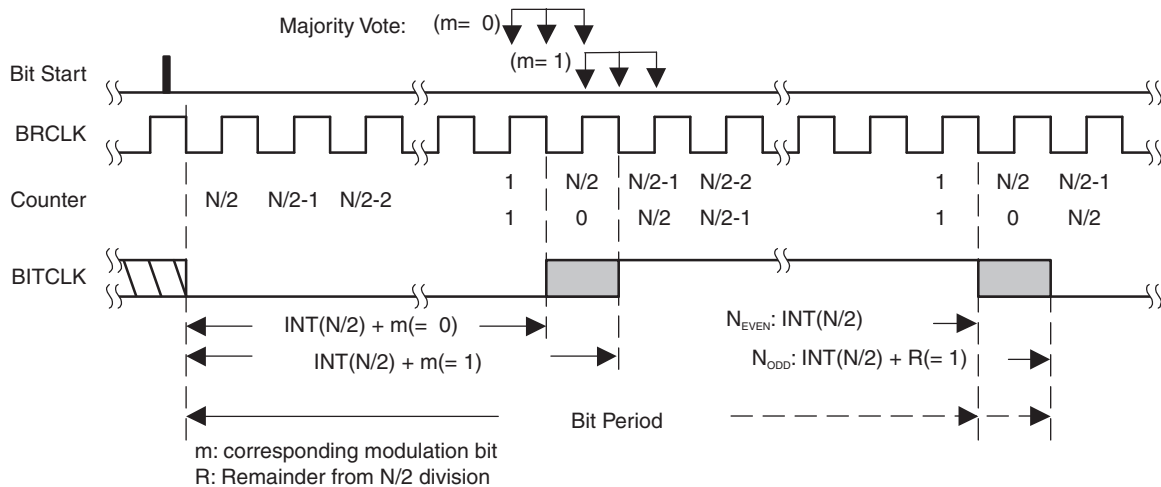 Majority Vote: (m= 0)
(m= 1)
Bit Start
BRCLK
Counter
N/2 N/2-1 N/2-2 1 N/2 N/2-1 N/2-2 1 N/2 N/2-1
1 0 N/2 N/2-1 1 0 N/2
BITCLK
INT(N/2) + m(= 0) NEVEN: INT(N/2)
INT(N/2) + m(= 1) NODD: INT(N/2) + R(= 1)
Bit Period
m: corresponding modulation bit
R: Remainder from N/2 division